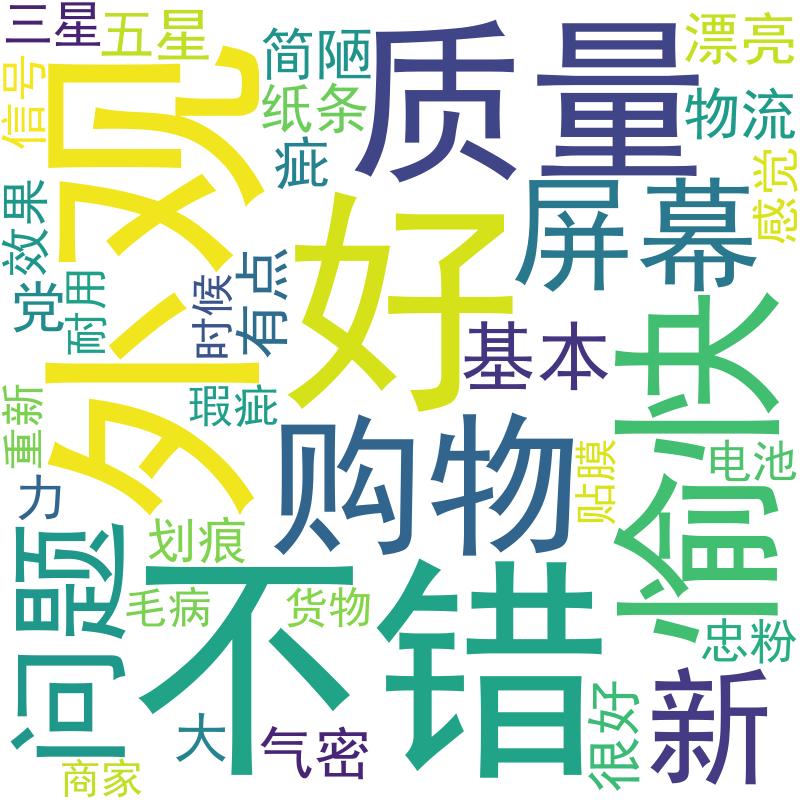 三星
五星
信号
外观
简陋
纸条
疵
质量
漂亮
物流
感觉
屏幕
效果
党
耐用
时候
有点
好
基本
愉快
瑕疵
重新
力
购物
贴膜
电池
问题
划痕
毛病
货物
不错
忠粉
很好
新
大
气密
商家